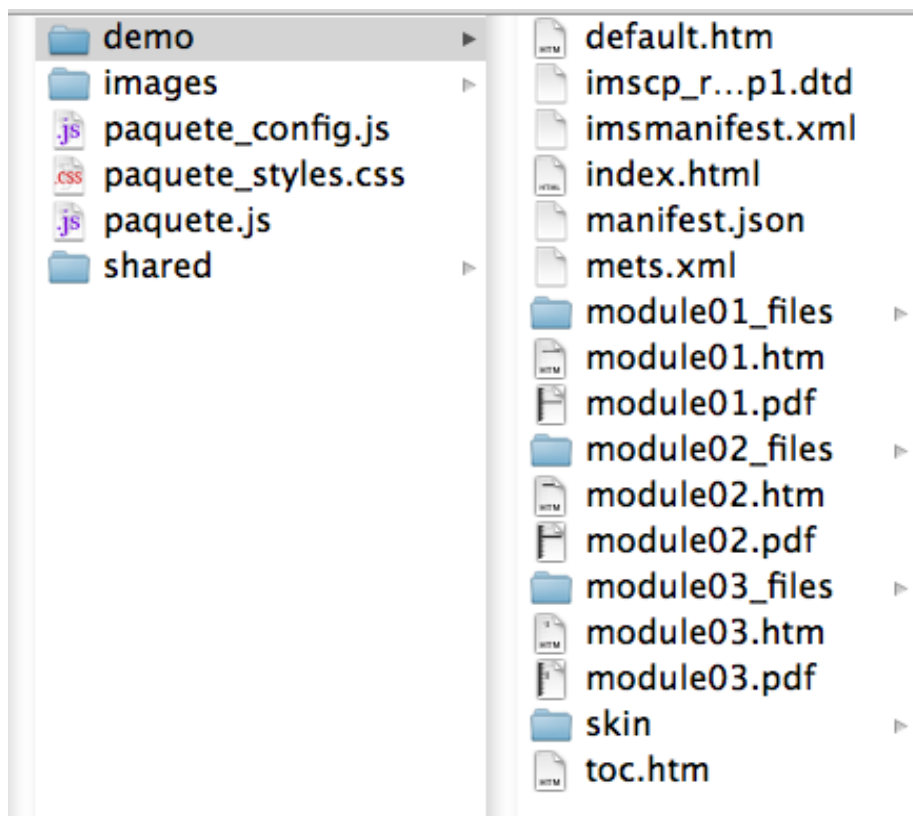 demo
images
paquete_config.js
paquete_styles.css
paquete.js
shared
default.htm
imscp_r...p1.dtd
imsmanifest.xml
index.html
manifest.json
mets.xml
module01_files
module01.htm
module01.pdf
module02_files
module02.htm
module02.pdf
module03_files
module03.htm
module03.pdf
skin
toc.htm